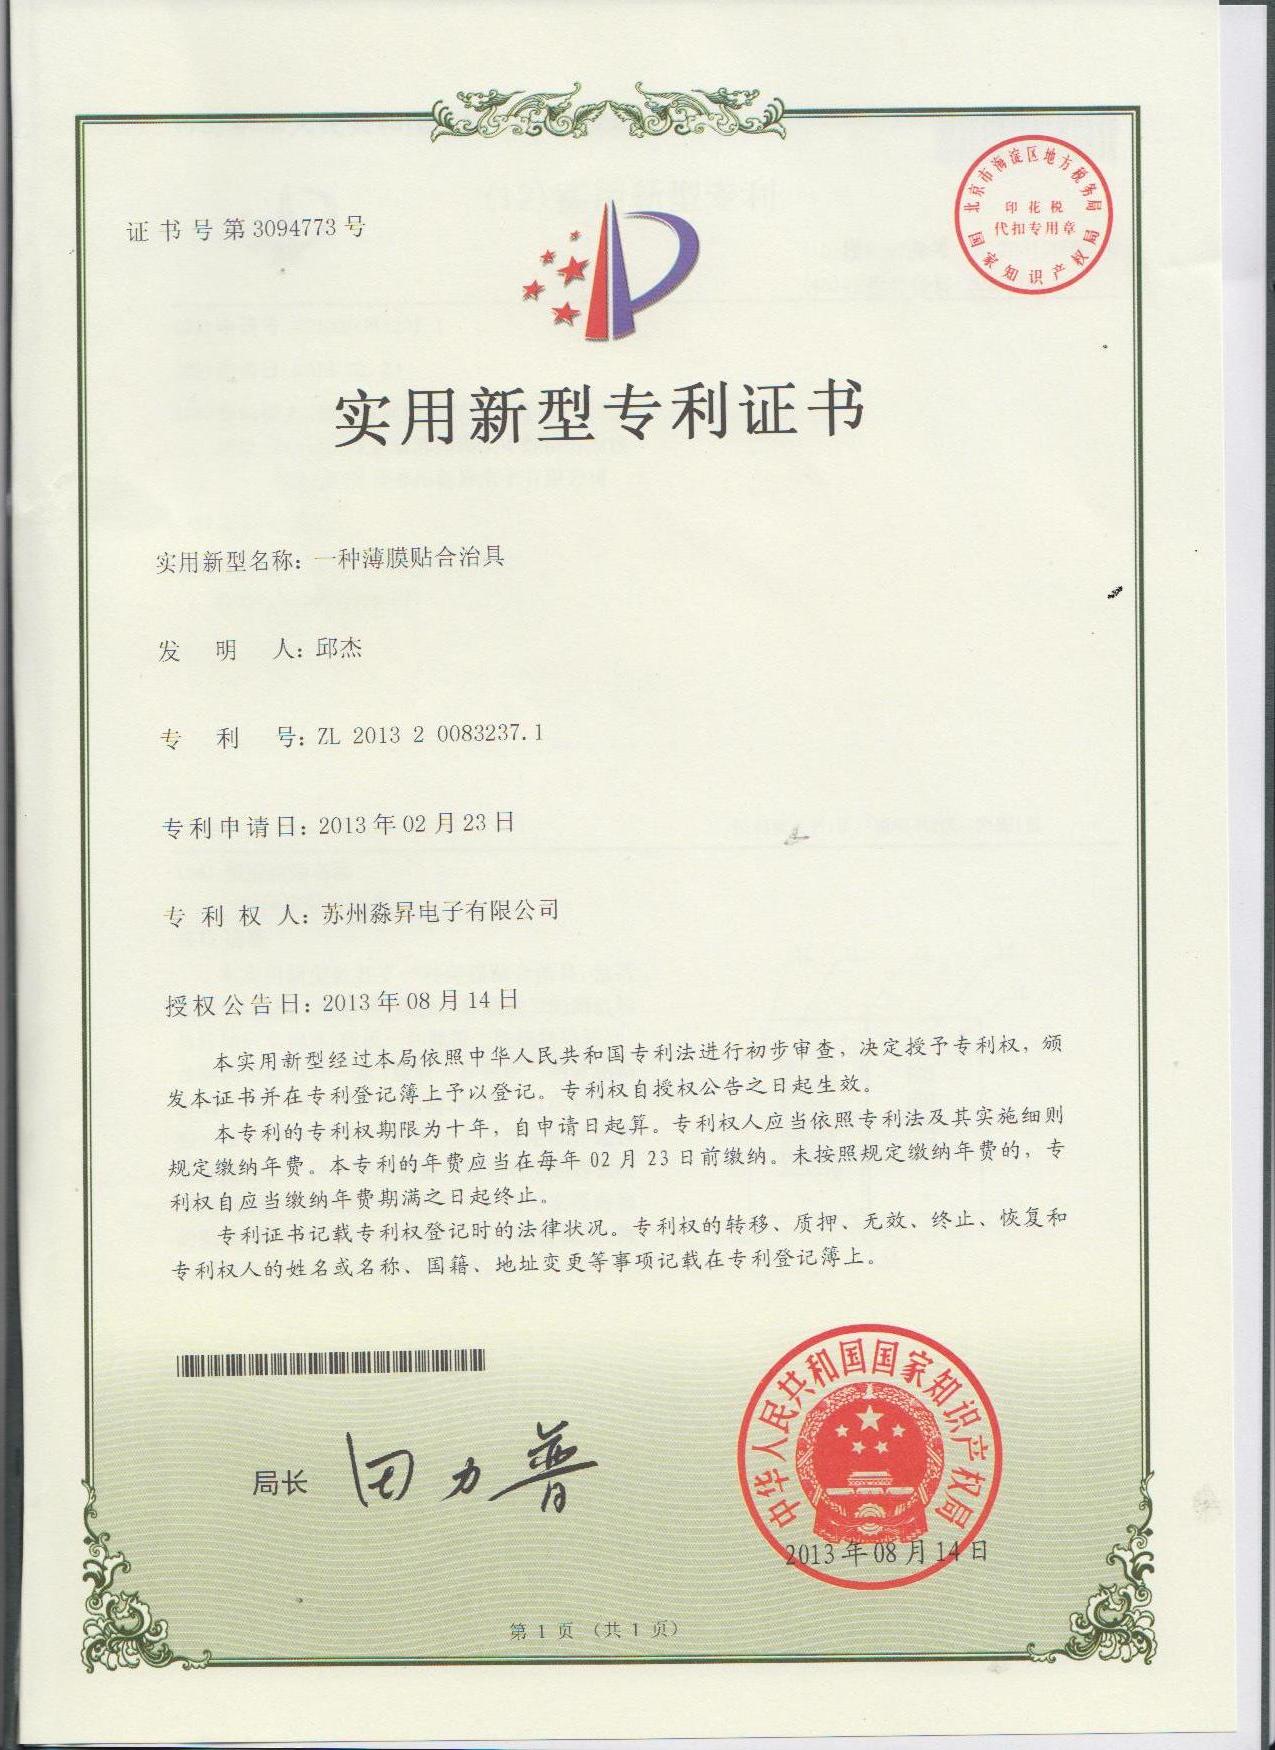 证书号第3094773号
北京市海淀区地方税务局
印花税
代扣专用章
国家知识产权局
实用新型专利证书
实用新型名称：一种薄膜贴合治具
发明人：邱杰
专利号：ZL 2013 2 0083237.1
专利申请日：2013年02月23日
专利权人：苏州淼昇电子有限公司
授权公告日：2013年08月14日
本实用新型经过本局依照中华人民共和国专利法进行初步审查，决定授予专利权，颁
发本证书并在专利登记簿上予以登记。专利权自授权公告之日起生效。
本专利的专利权期限为十年，自申请日起算。专利权人应当依照专利法及其实施细则
规定缴纳年费。本专利的年费应当在每年02月23日前缴纳。未按照规定缴纳年费的，专
利权自应当缴纳年费期满之日起终止。
专利证书记载专利权登记时的法律状况。专利权的转移、质押、无效、终止、恢复和
专利权人的姓名或名称、国籍、地址变更等事项记载在专利登记簿上。
局长 田力普
中华人民共和国国家知识产权局
2013年08月14日
第1页（共1页）